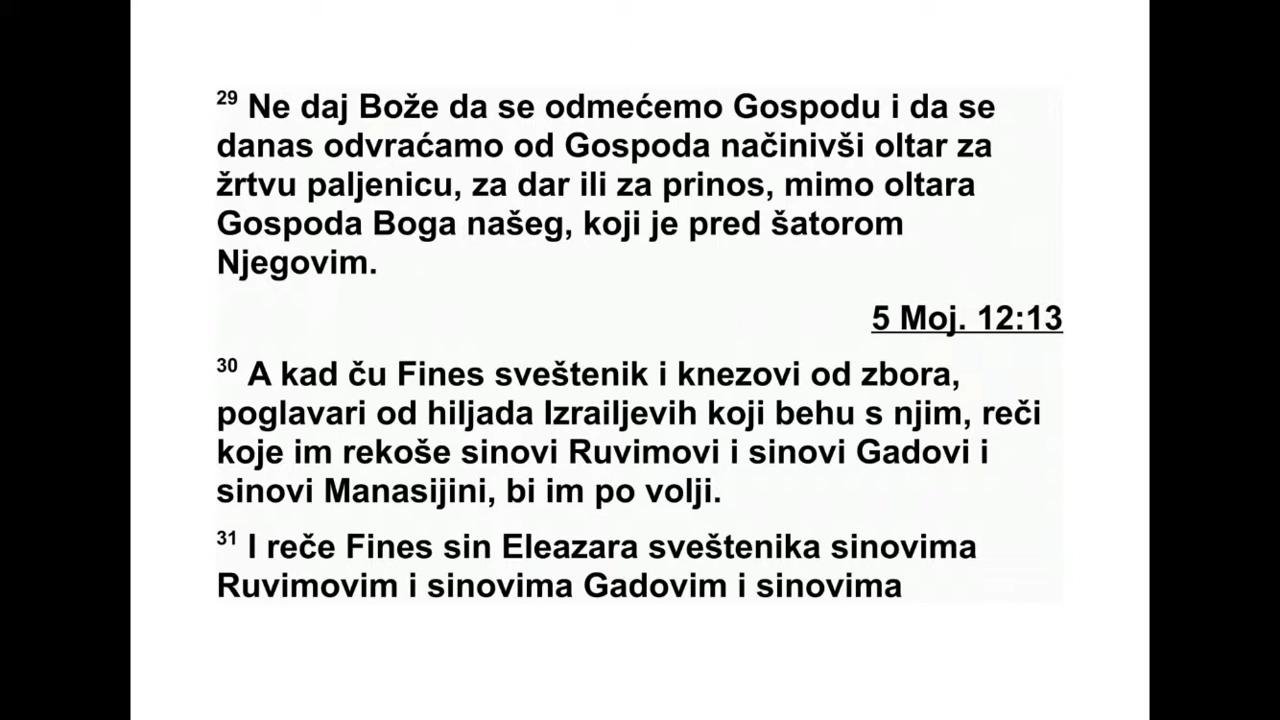 29 Ne daj Bože da se odmećemo Gospodu i da se
danas odvraćamo od Gospoda načinivši oltar za
žrtvu paljenicu, za dar ili za prinos, mimo oltara
Gospoda Boga našeg, koji je pred šatorom
Njegovim.
5 Moj. 12:13
30 A kad ču Fines sveštenik i knezovi od zbora,
poglavari od hiljada Izrailjevih koji behu s njim, reči
koje im rekoše sinovi Ruvimovi i sinovi Gadovi i
sinovi Manasijini, bi im po volji.
31 I reče Fines sin Eleazara sveštenika sinovima
Ruvimovim i sinovima Gadovim i sinovima